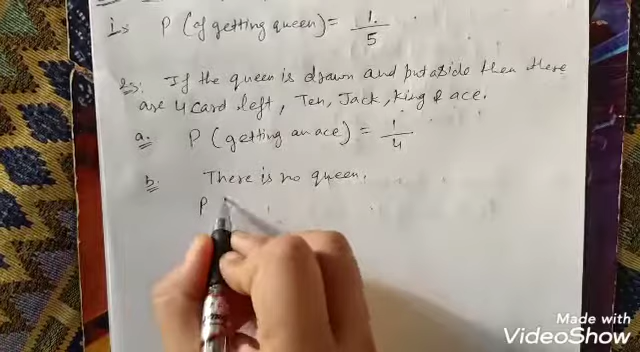 i, P (of getting queen) = 1/5
2, If the queen is drawn and put aside then there
are 4 card left, Ten, Jack, King & ace.
a. P (getting an ace) = 1/4
b. There is no queen.
P
Made with
VideoShow